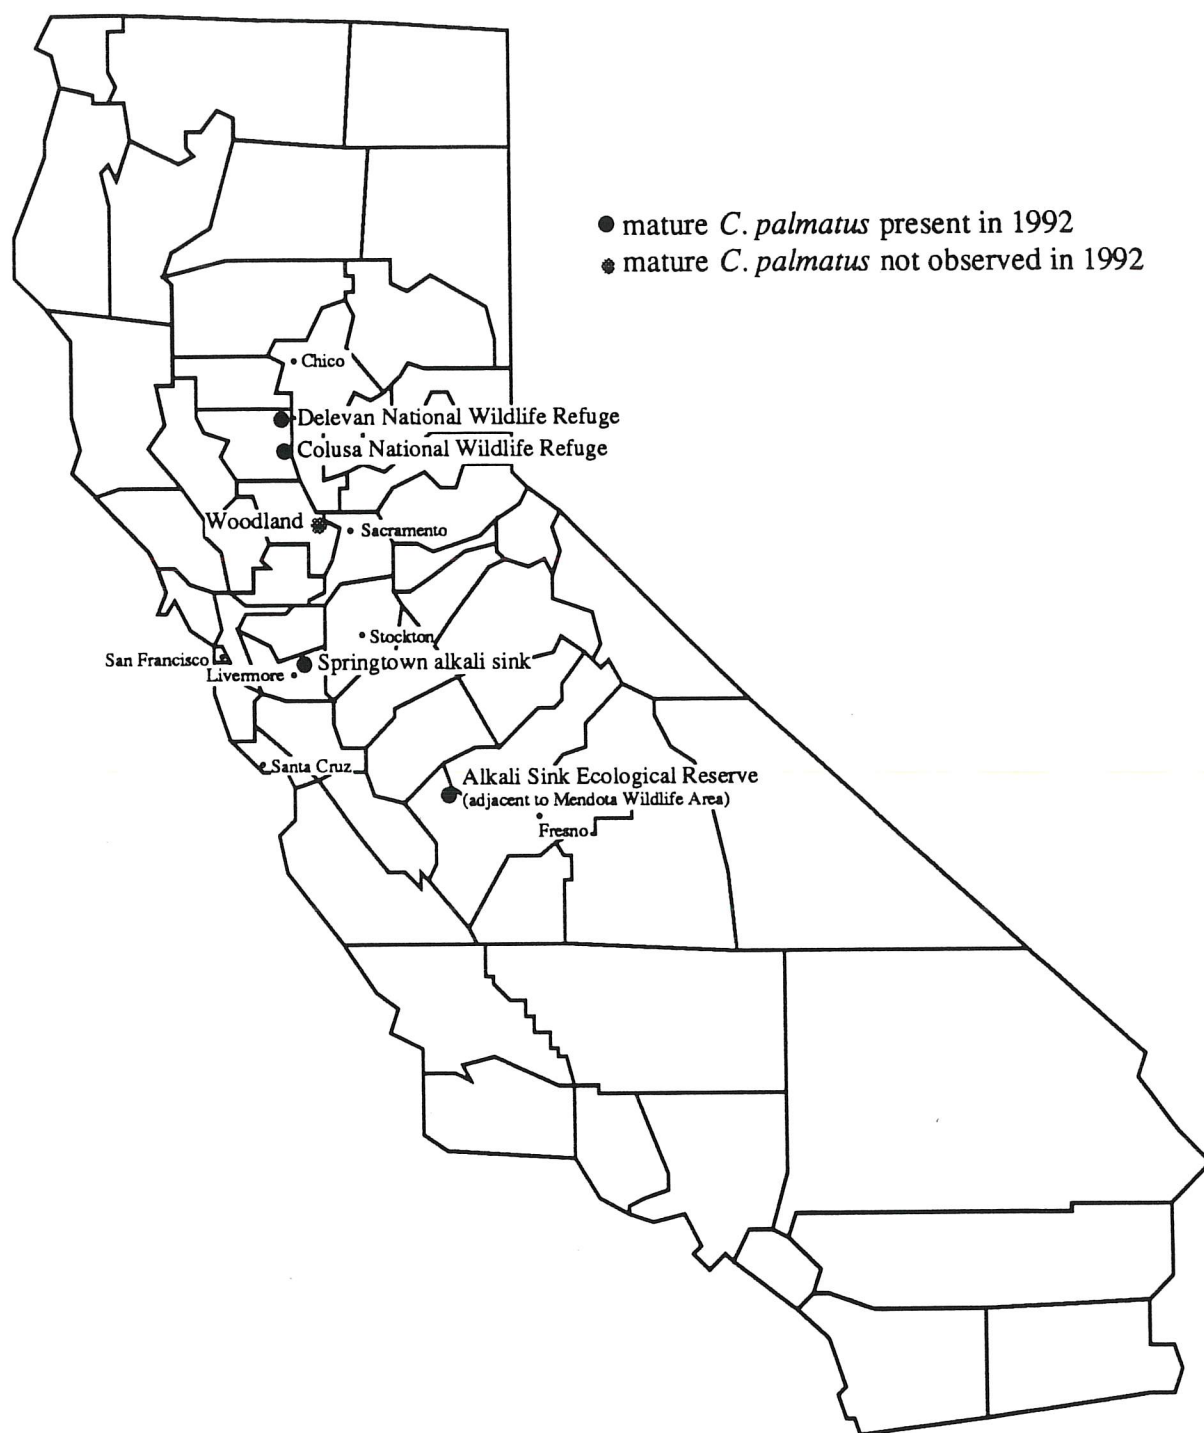 mature C. palmatus present in 1992
mature C. palmatus not observed in 1992
Chico
Delevan National Wildlife Refuge
Colusa National Wildlife Refuge
Woodland
Sacramento
Stockton
San Francisco
Springtown alkali sink
Livermore
Santa Cruz
Alkali Sink Ecological Reserve
(adjacent to Mendota Wildlife Area)
Fresno